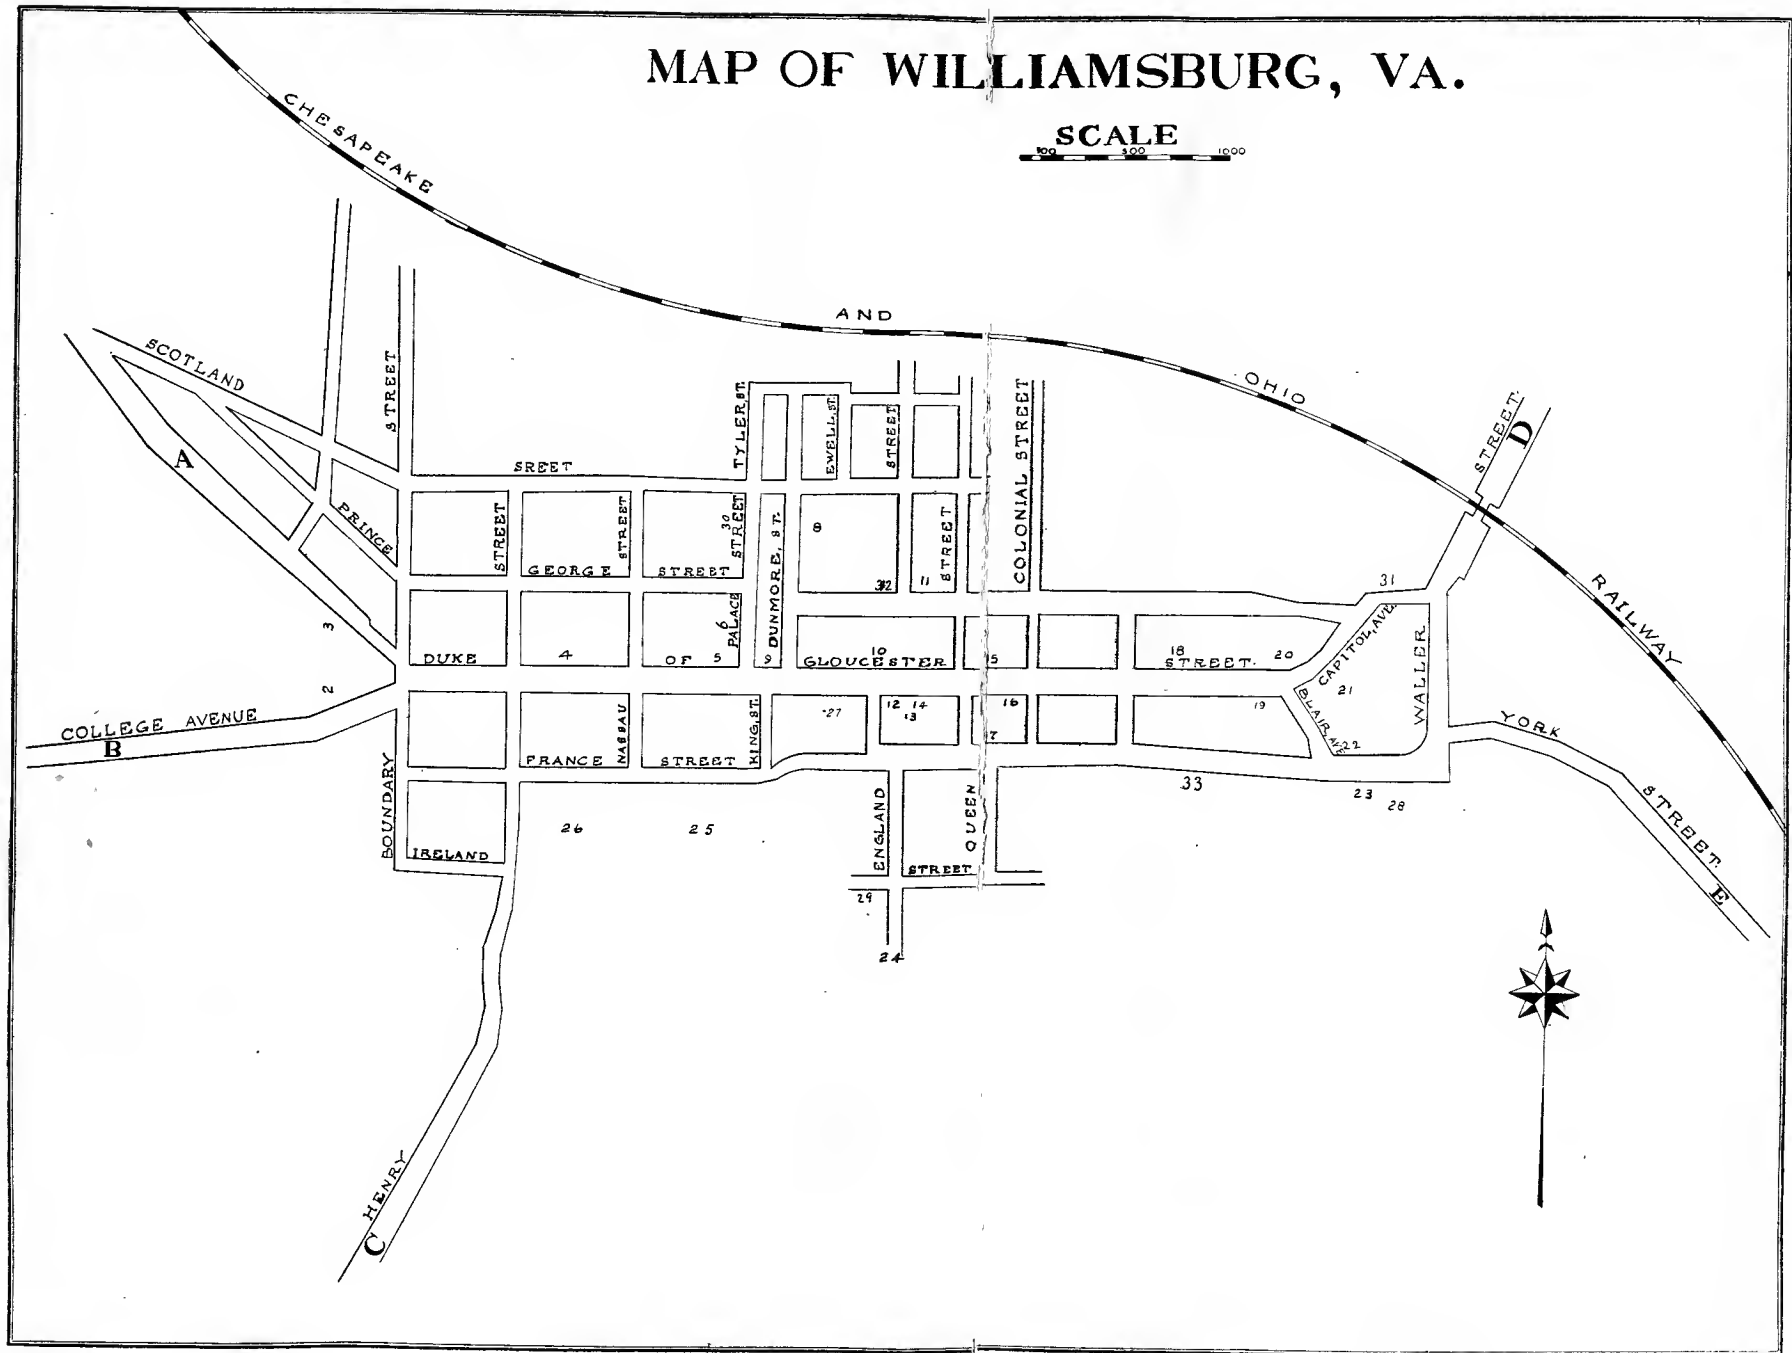 MAP OF WILLIAMSBURG, VA.
SCALE
100 500 1000
CHESAPEAKE
AND
OHIO
RAILWAY
SCOTLAND
STREET
A
PRINCE
SREET
TYLER, ST.
EWELL, ST.
STREET
COLONIAL STREET
STREET.
D
STREET
GEORGE
STREET
STREET
30
STREET
DUNMORE, ST.
8
32
11
STREET
31
3
2
DUKE
4
OF
5
6
PALACE
9
10
GLOUCESTER
15
18
STREET.
20
CAPITOL, AVE.
21
WALLER
BLAIR, AVE
22
COLLEGE AVENUE
B
FRANCE
NASSAU
STREET
KING, ST.
27
12 14
13
16
7
19
YORK
STREET.
E
BOUNDARY
IRELAND
26
25
ENGLAND
QUEEN
STREET
29
24
33
23
28
HENRY
C